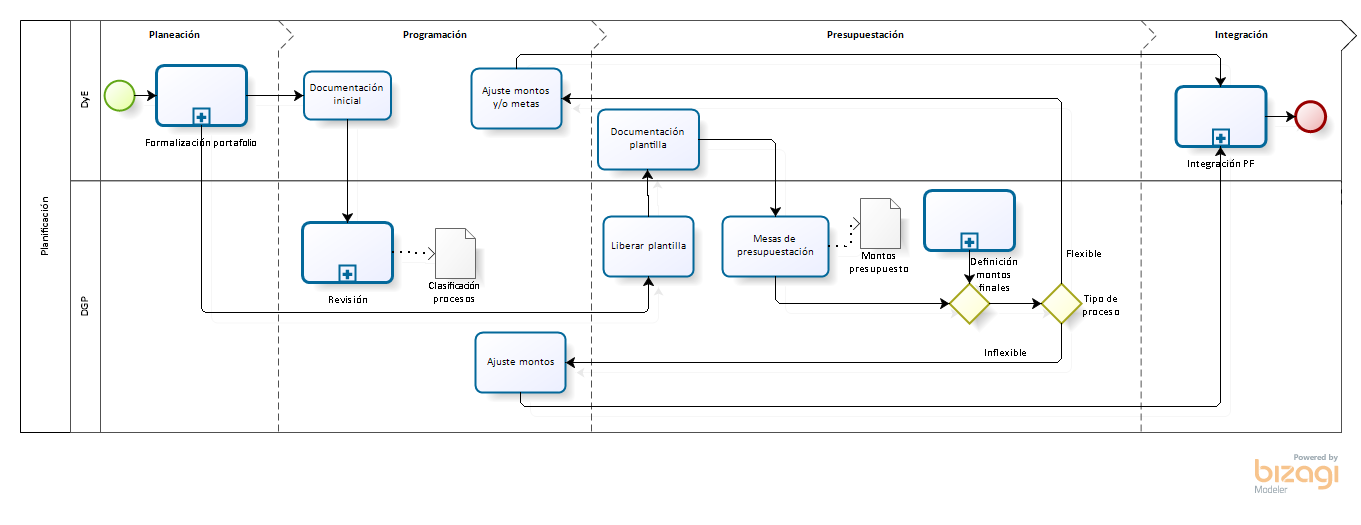 Planeación
Programación
Presupuestación
Integración
Planificación
DyE
DGP
Formalización portafolio
Documentación
inicial
Ajuste montos
y/o metas
Documentación
plantilla
Integración PF
Revisión
Clasificación
procesos
Liberar plantilla
Mesas de
presupuestación
Montos
presupuesto
Definición
montos
finales
Flexible
Tipo de
proceso
Inflexible
Ajuste montos
Powered by
bizagi
Modeler